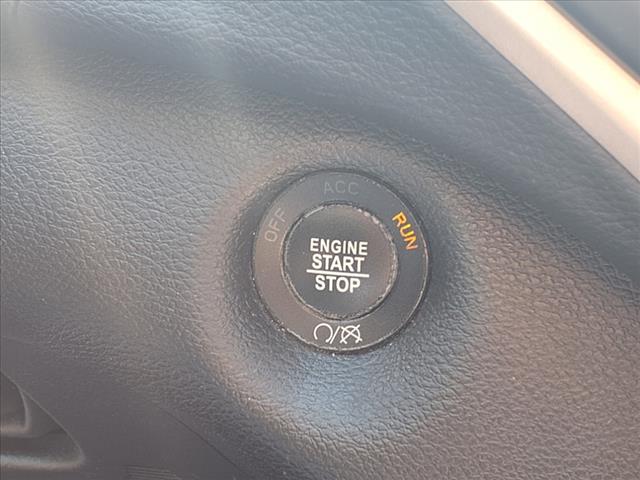 OFF
ACC
RUN
ENGINE
START
STOP